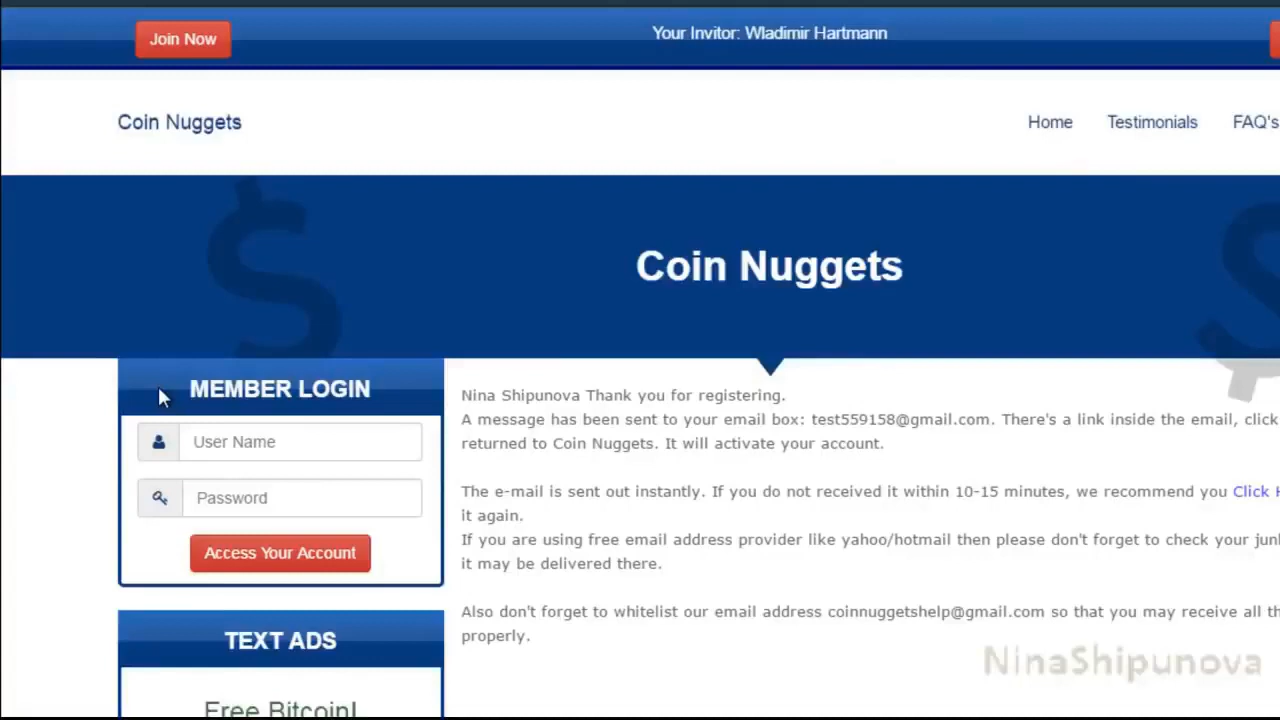 Join Now
Your Invitor: Wladimir Hartmann
Coin Nuggets
Home Testimonials FAQ's
Coin Nuggets
MEMBER LOGIN
User Name
Password
Access Your Account
Nina Shipunova Thank you for registering.
A message has been sent to your email box: test559158@gmail.com. There's a link inside the email, click
returned to Coin Nuggets. It will activate your account.
The e-mail is sent out instantly. If you do not received it within 10-15 minutes, we recommend you Click
it again.
If you are using free email address provider like yahoo/hotmail then please don't forget to check your
it may be delivered there.
Also don't forget to whitelist our email address coinnuggetshelp@gmail.com so that you may receive all
properly.
TEXT ADS
Free Bitcoin!
NinaShipunova